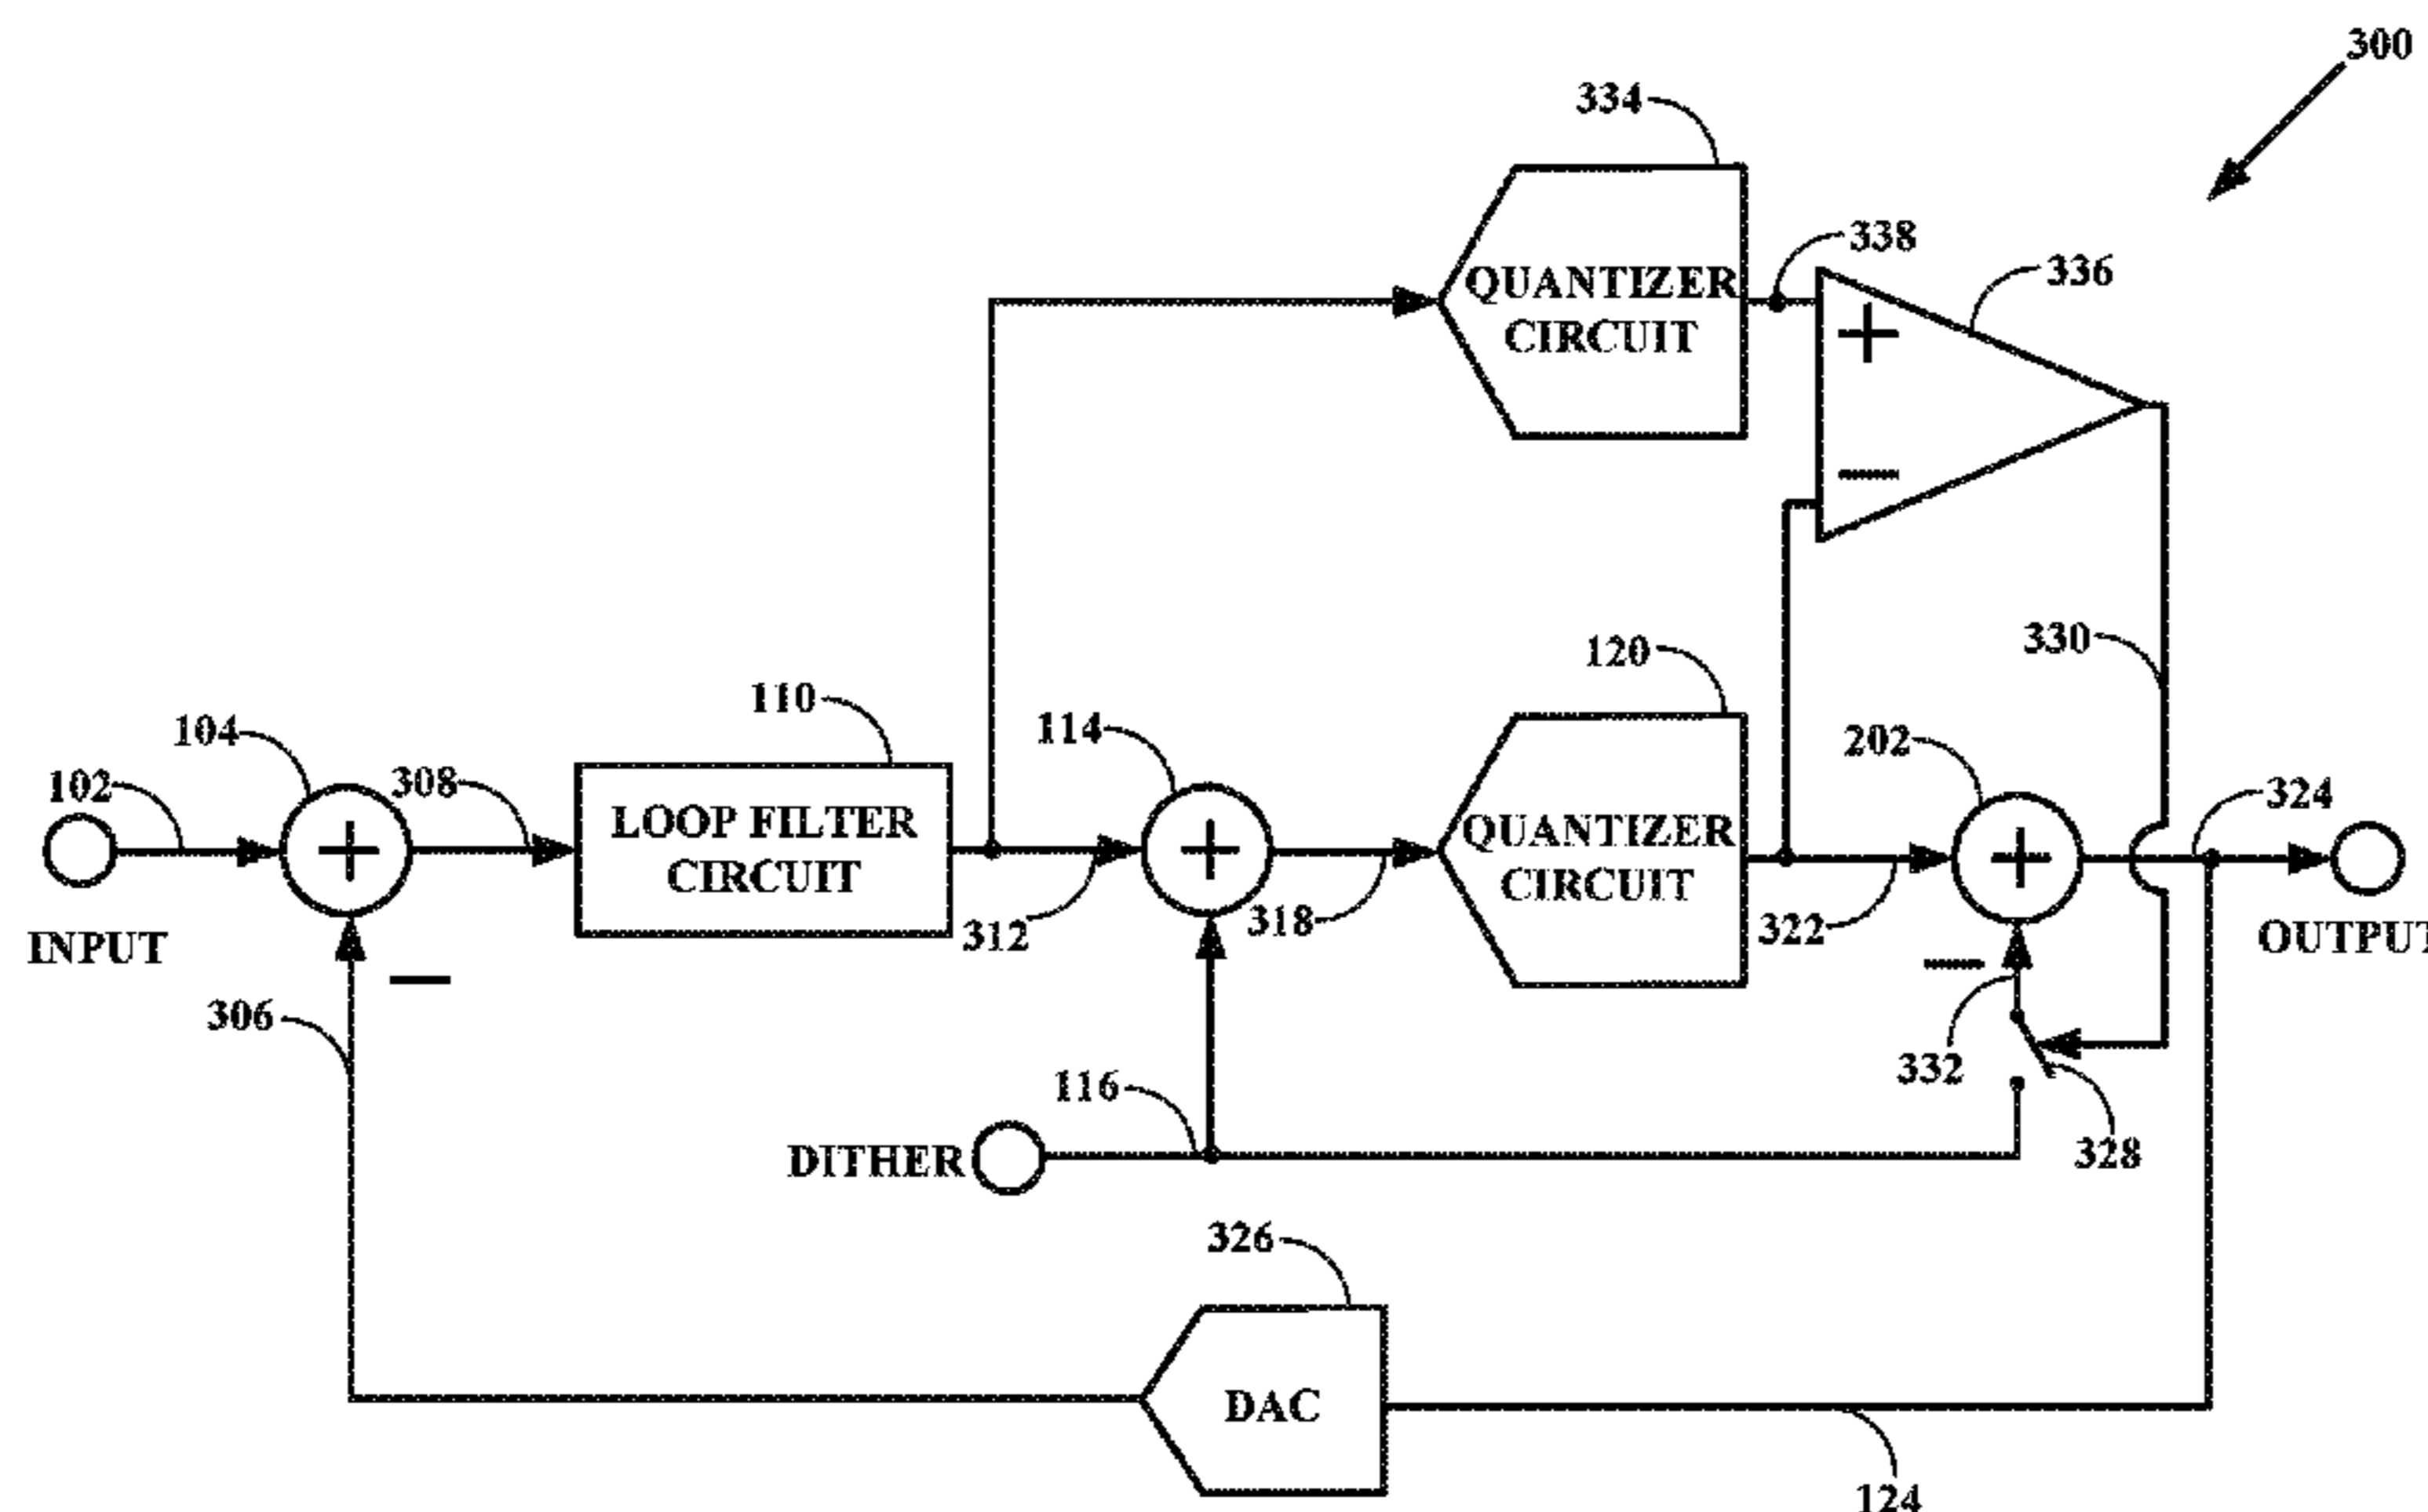 300
334
338
336
QUANTIZER
CIRCUIT
+
−
330
120
110
114
202
104
308
324
102
LOOP FILTER
CIRCUIT
QUANTIZER
CIRCUIT
+
+
+
312
318
322
INPUT
OUTPUT
−
−
306
332
116
328
DITHER
326
DAC
124